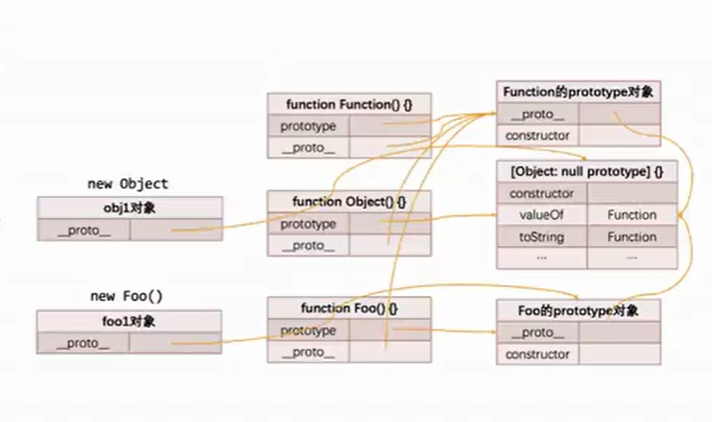 new Object
obj1对象
__proto__
new Foo()
foo1对象
__proto__
function Function() {}
prototype
__proto__
function Object() {}
prototype
__proto__
function Foo() {}
prototype
__proto__
Function的prototype对象
__proto__
constructor
[Object: null prototype] {}
constructor
valueOf Function
toString Function
... ...
Foo的prototype对象
__proto__
constructor